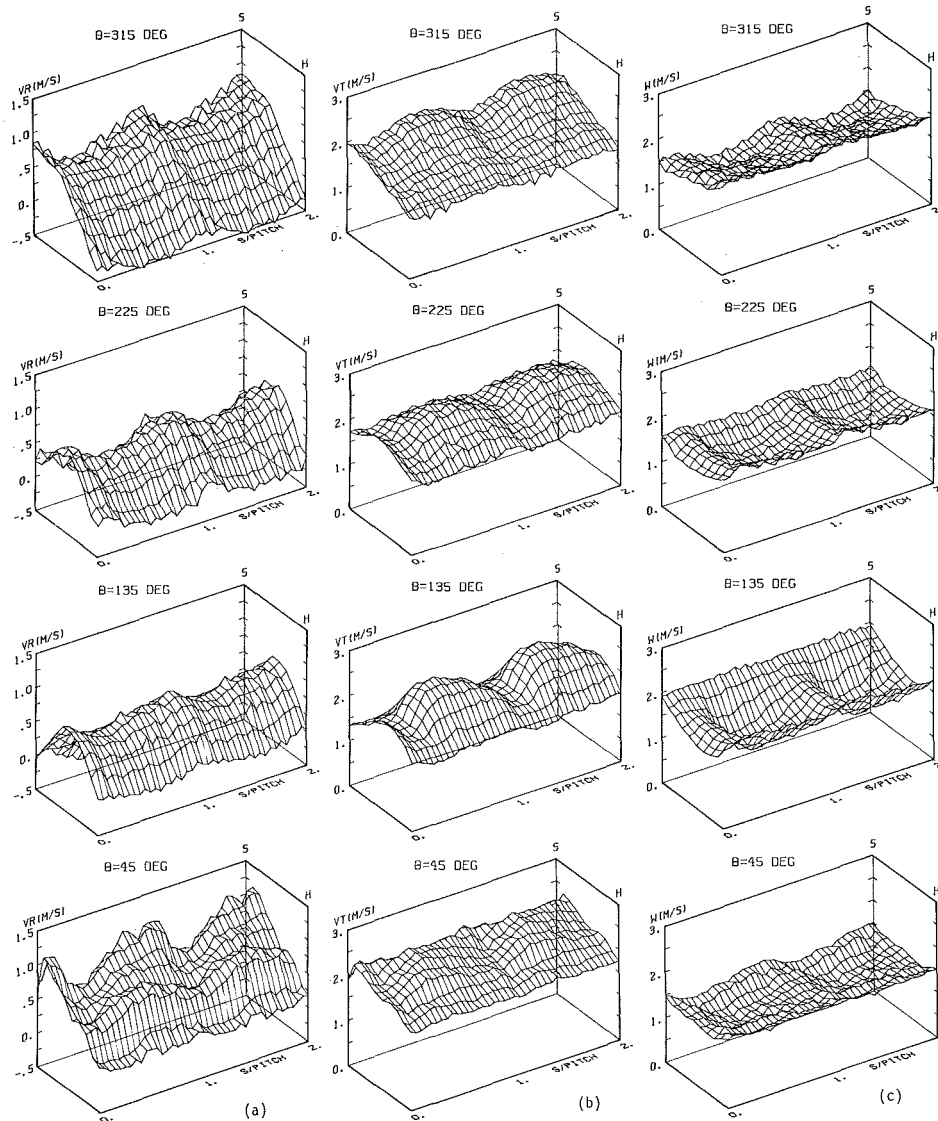 S
B=315 DEG
H
VR(M/S)
1.5
1.0
.5
0.
-.5
0.
1.
S/PITCH
2.
S
B=315 DEG
H
VT(M/S)
3.
2.
1.
0.
0.
1.
S/PITCH
2.
S
B=315 DEG
H
W(M/S)
3.
2.
1.
0.
0.
1.
S/PITCH
2.
S
B=225 DEG
H
VR(M/S)
1.5
1.0
.5
0.
-.5
0.
1.
S/PITCH
2.
S
B=225 DEG
H
VT(M/S)
3.
2.
1.
0.
0.
1.
S/PITCH
2.
S
B=225 DEG
H
W(M/S)
3.
2.
1.
0.
0.
1.
S/PITCH
2.
S
B=135 DEG
H
VR(M/S)
1.5
1.0
.5
0.
-.5
0.
1.
S/PITCH
2.
S
B=135 DEG
H
VT(M/S)
3.
2.
1.
0.
0.
1.
S/PITCH
2.
S
B=135 DEG
H
W(M/S)
3.
2.
1.
0.
0.
1.
S/PITCH
2.
S
B=45 DEG
H
VR(M/S)
1.5
1.0
.5
0.
-.5
0.
1.
S/PITCH
2.
(a)
S
B=45 DEG
H
VT(M/S)
3.
2.
1.
0.
0.
1.
S/PITCH
2.
(b)
S
B=45 DEG
H
W(M/S)
3.
2.
1.
0.
0.
1.
S/PITCH
2.
(c)